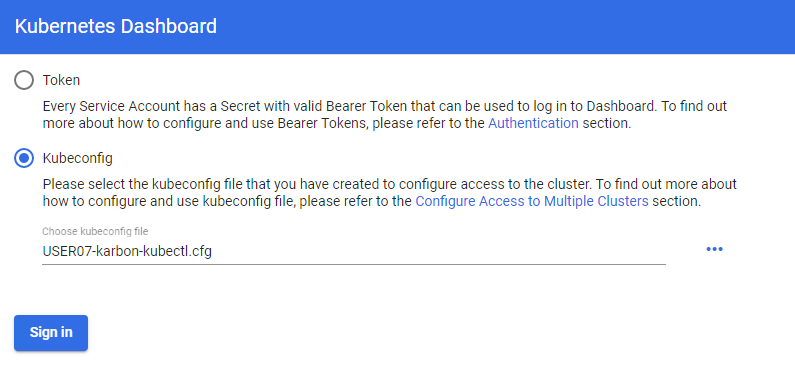 Kubernetes Dashboard
Token
Every Service Account has a Secret with valid Bearer Token that can be used to log in to Dashboard. To find out
more about how to configure and use Bearer Tokens, please refer to the Authentication section.
Kubeconfig
Please select the kubeconfig file that you have created to configure access to the cluster. To find out more about
how to configure and use kubeconfig file, please refer to the Configure Access to Multiple Clusters section.
Choose kubeconfig file
USER07-karbon-kubectl.cfg
Sign in